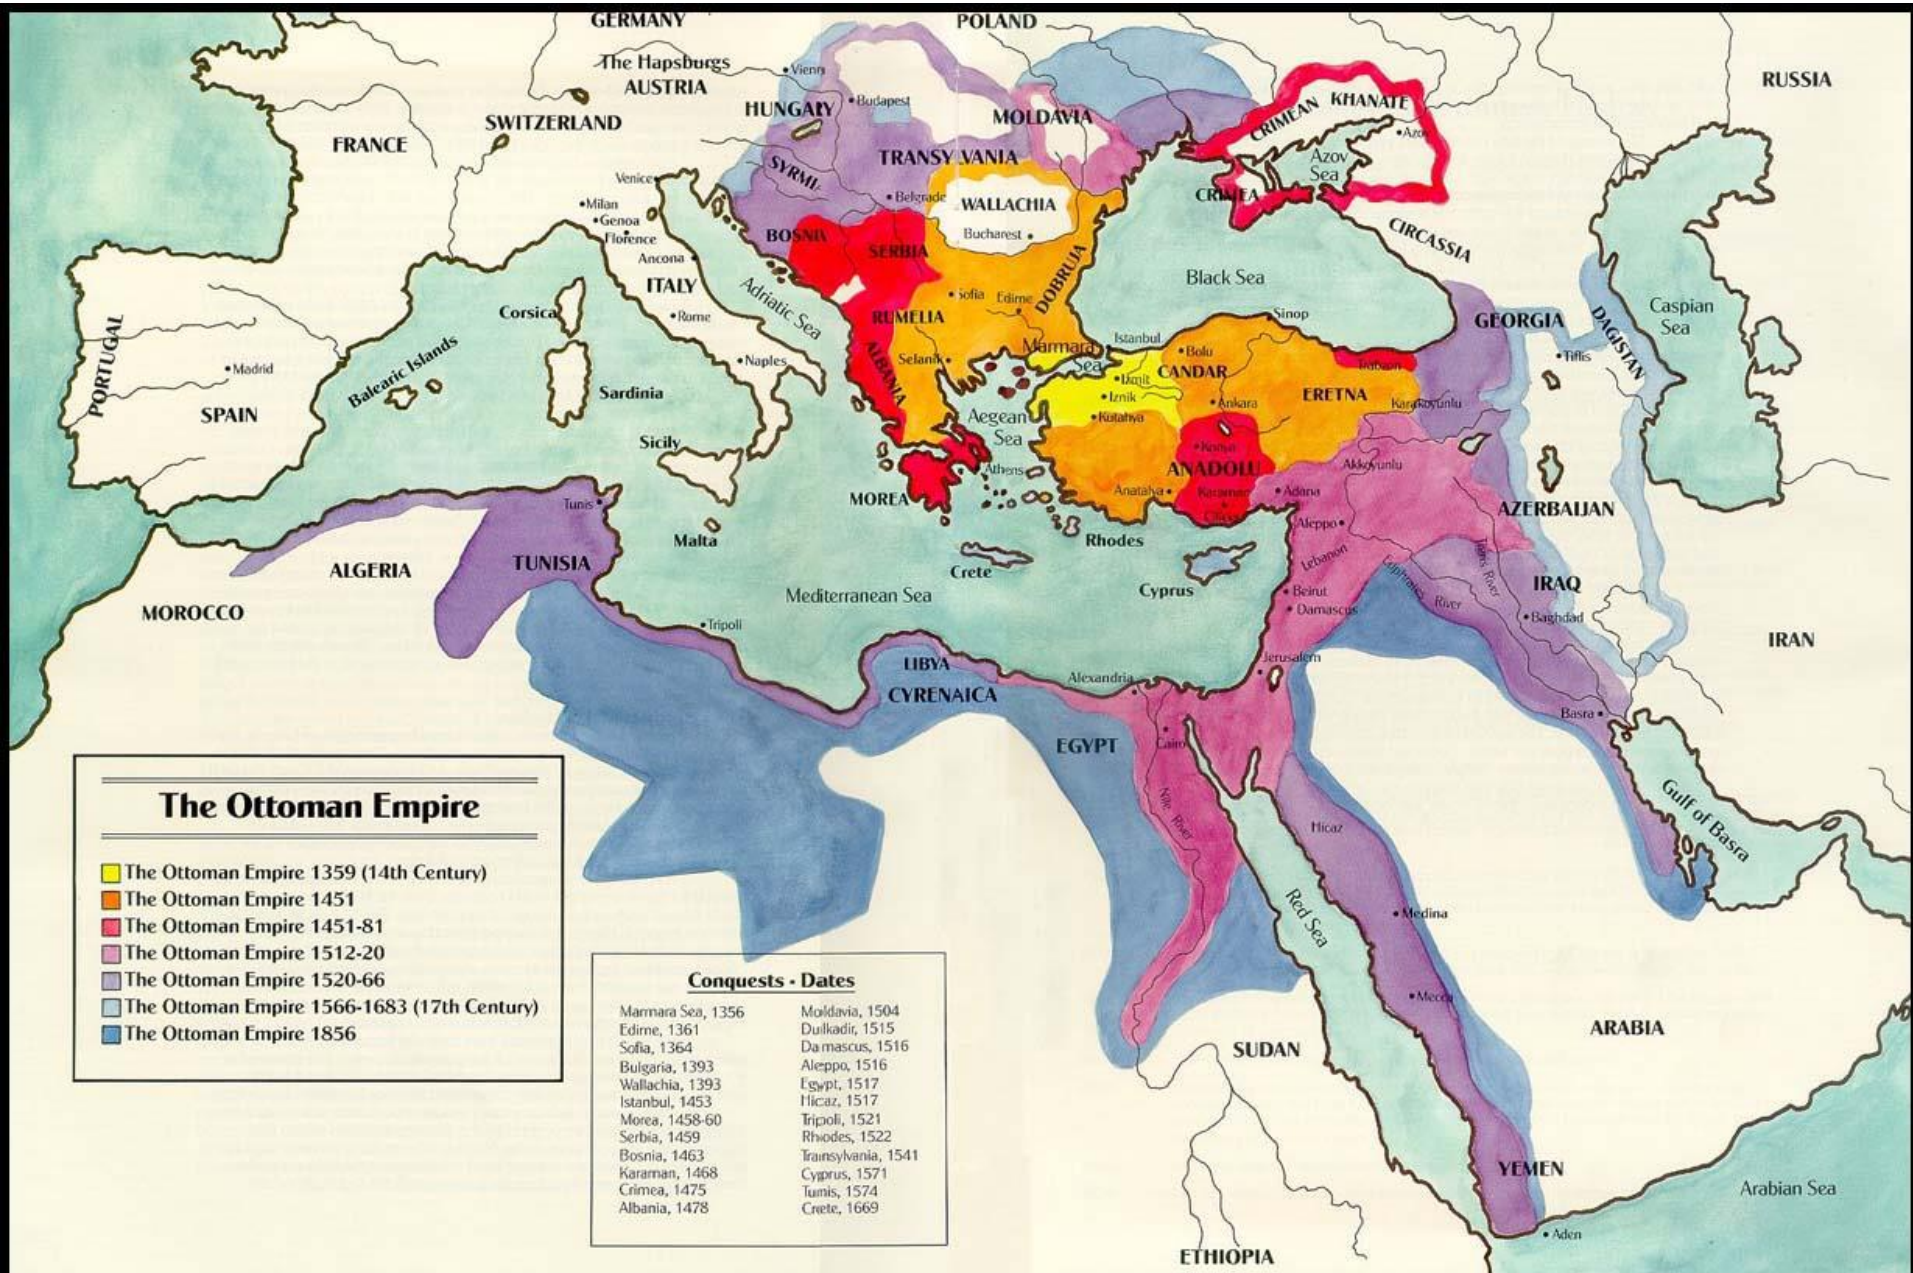 GERMANY
POLAND
RUSSIA
The Hapsburgs
AUSTRIA
Vienn
HUNGARY
Budapest
MOLDAVIA
CRIMEAN KHANATE
Azov
SWITZERLAND
FRANCE
TRANSYLVANIA
SYRMI
Azov
Sea
Venice
Belgrade
WALLACHIA
CRIMEA
Milan
Genoa
Florence
BOSNIA
SERBIA
Bucharest
CIRCASSIA
Ancona
ITALY
Adriatic Sea
DOBRUJA
Black Sea
Corsica
Rome
RUMELIA
Sofia
Edirne
Sinop
GEORGIA
DAGISTAN
Caspian
Sea
PORTUGAL
Madrid
SPAIN
Balearic Islands
Sardinia
Naples
ALBANIA
Selanik
Marmara
Sea
Istanbul
Bolu
CANDAR
Izmit
Iznik
Kutahya
Ankara
ERETNA
Trabzon
Karakoyunlu
Tiflis
Aegean
Sea
Sicily
MOREA
Athens
Konya
ANADOLU
Anatalya
Karaman
Adana
Akkoyunlu
AZERBAIJAN
Tunis
Malta
Rhodes
Aleppo
Crete
Cyprus
Lebanon
Euphrates River
Tigris River
IRAQ
Baghdad
MOROCCO
ALGERIA
TUNISIA
Mediterranean Sea
Beirut
Damascus
IRAN
Tripoli
LIBYA
CYRENAICA
Alexandria
Jerusalem
Basra
EGYPT
Cairo
Nile River
Hicaz
Gulf of Basra
Red Sea
Medina
Mecca
ARABIA
SUDAN
YEMEN
Arabian Sea
Aden
ETHIOPIA
The Ottoman Empire
The Ottoman Empire 1359 (14th Century)
The Ottoman Empire 1451
The Ottoman Empire 1451-81
The Ottoman Empire 1512-20
The Ottoman Empire 1520-66
The Ottoman Empire 1566-1683 (17th Century)
The Ottoman Empire 1856
Conquests - Dates
Marmara Sea, 1356
Edirne, 1361
Sofia, 1364
Bulgaria, 1393
Wallachia, 1393
Istanbul, 1453
Morea, 1458-60
Serbia, 1459
Bosnia, 1463
Karaman, 1468
Crimea, 1475
Albania, 1478
Moldavia, 1504
Dulkadir, 1515
Damascus, 1516
Aleppo, 1516
Egypt, 1517
Hicaz, 1517
Tripoli, 1521
Rhodes, 1522
Transylvania, 1541
Cyprus, 1571
Tunis, 1574
Crete, 1669